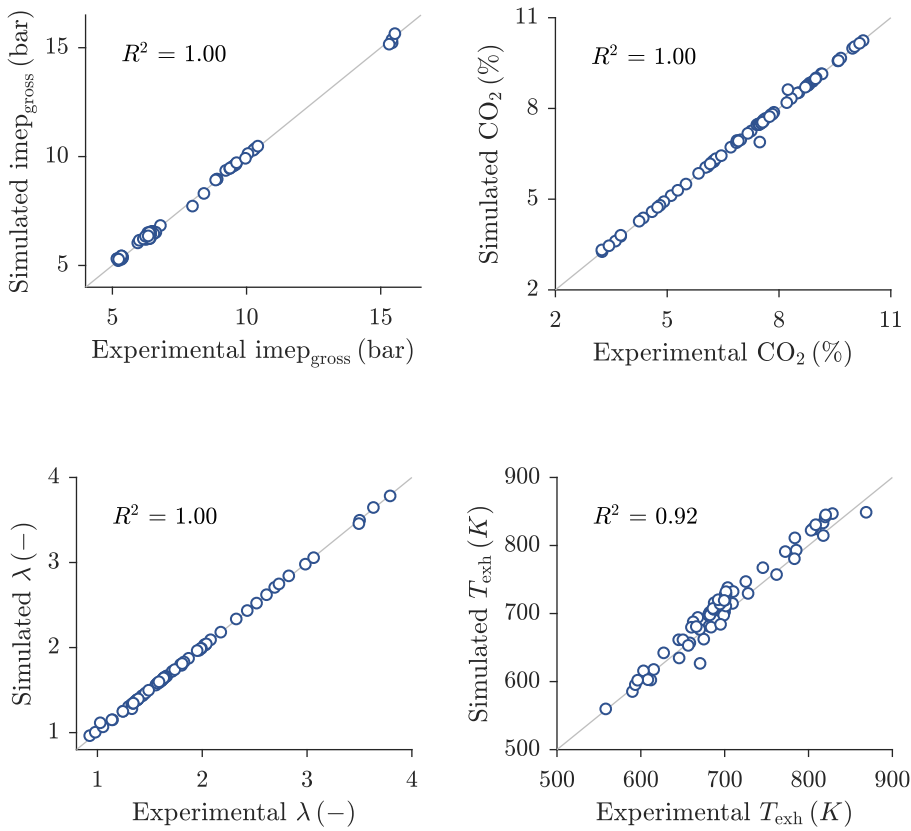 Simulated imep_gross (bar)
15
10
5
R² = 1.00
5 10 15
Experimental imep_gross (bar)
Simulated CO₂ (%)
11
8
5
2
R² = 1.00
2 5 8 11
Experimental CO₂ (%)
Simulated λ (−)
4
3
2
1
R² = 1.00
1 2 3 4
Experimental λ (−)
Simulated T_exh (K)
900
800
700
600
500
R² = 0.92
500 600 700 800 900
Experimental T_exh (K)